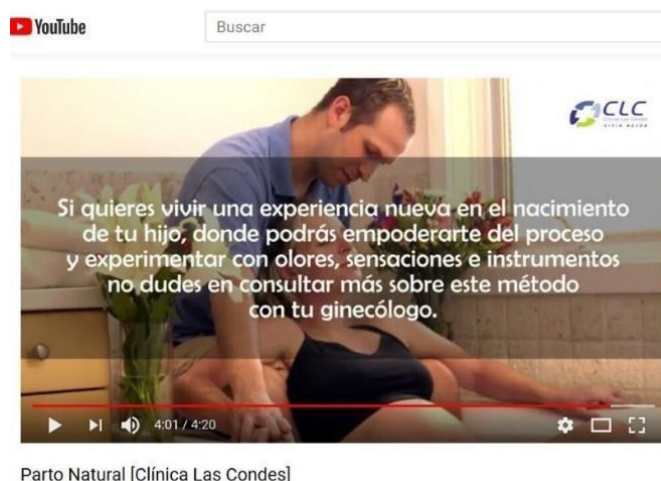 YouTube
Buscar
CLC
Si quieres vivir una experiencia nueva en el nacimiento
de tu hijo, donde podrás empoderarte del proceso
y experimentar con olores, sensaciones e instrumentos
no dudes en consultar más sobre este método
con tu ginecólogo.
4:01 / 4:20
Parto Natural [Clínica Las Condes]